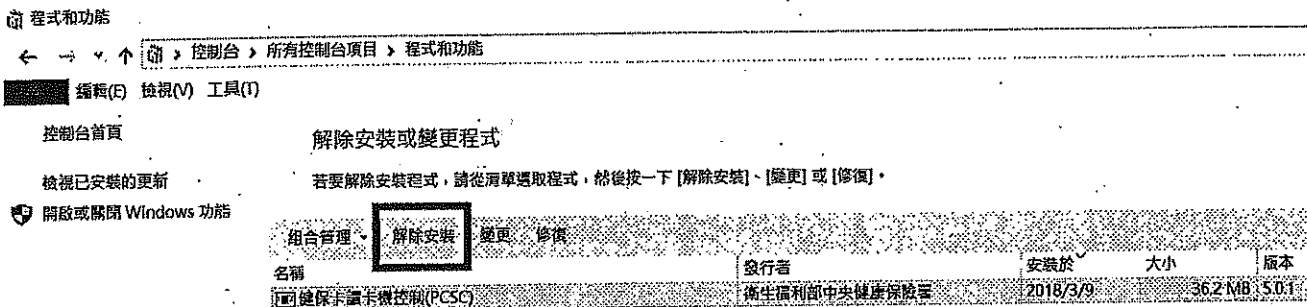 程式和功能
控制台 > 所有控制台項目 > 程式和功能
編輯(E) 檢視(V) 工具(T)
控制台首頁
解除安裝或變更程式
檢視已安裝的更新
若要解除安裝程式，請從清單選取程式，然後按一下 [解除安裝]、[變更] 或 [修復]。
開啟或關閉 Windows 功能
組合管理 解除安裝 變更 修復
名稱 發行者 安裝於 大小 版本
健保卡讀卡機控制(PCSC) 衛生福利部中央健康保險署 2018/3/9 36.2 MB 5.0.1